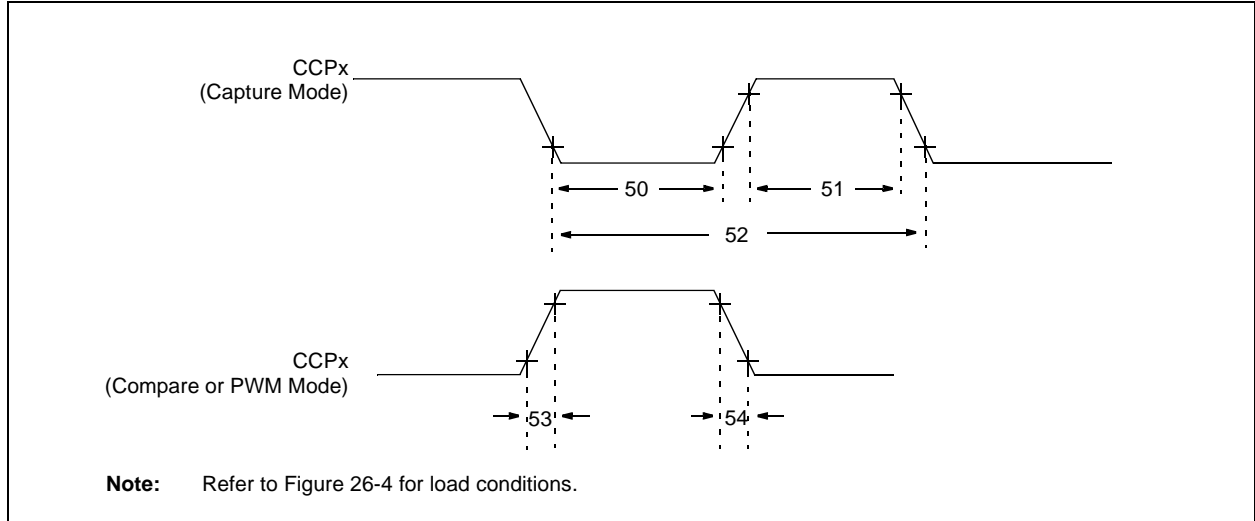 CCPx
(Capture Mode)
50
51
52
CCPx
(Compare or PWM Mode)
53
54
Note: Refer to Figure 26-4 for load conditions.